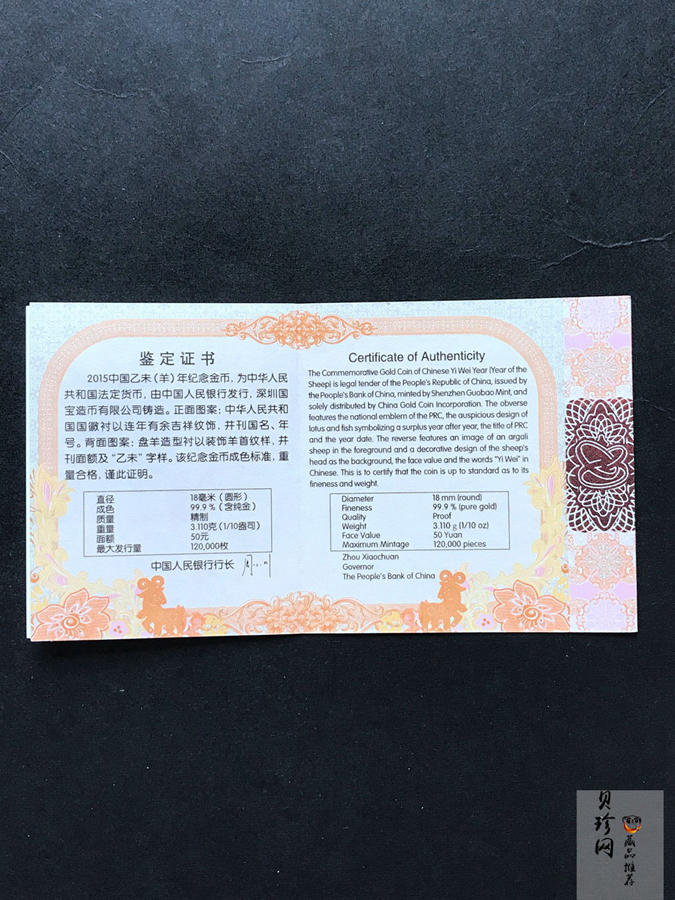 鉴定证书
2015中国乙未(羊)年纪念金币,为中华人民
共和国法定货币,由中国人民银行发行,深圳国
宝造币有限公司铸造。正面图案:中华人民共和
国国徽衬以连年有余吉祥纹饰,并刊国名、年
号。背面图案:盘羊造型衬以装饰羊首纹样,并
刊面额及“乙未”字样。该纪念金币成色标准,重
量合格,谨此证明。
直径 18毫米(圆形)
成色 99.9%(含纯金)
质量 精制
重量 3.110克(1/10盎司)
面额 50元
最大发行量 120,000枚
中国人民银行行长
Certificate of Authenticity
The Commemorative Gold Coin of Chinese Yi Wei Year (Year of the
Sheep) is legal tender of the People's Republic of China, issued by
the People's Bank of China, minted by Shenzhen Guobao Mint, and
solely distributed by China Gold Coin Incorporation. The obverse
features the national emblem of the PRC, the auspicious design of
lotus and fish symbolizing a surplus year after year, the title of PRC
and the year date. The reverse features an image of an argali
sheep in the foreground and a decorative design of the sheep's
head as the background, the face value and the words "Yi Wei" in
Chinese. This is to certify that the coin is up to standard as to its
fineness and weight.
Diameter 18 mm (round)
Fineness 99.9 % (pure gold)
Quality Proof
Weight 3.110 g (1/10 oz)
Face Value 50 Yuan
Maximum Mintage 120,000 pieces
Zhou Xiaochuan
Governor
The People's Bank of China
贝珍网
藏品推荐